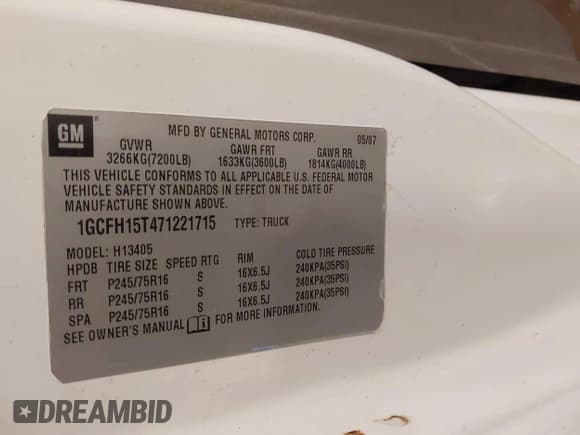 GM ®
MFD BY GENERAL MOTORS CORP. 05/07
GVWR GAWR FRT GAWR RR
3266KG(7200LB) 1633KG(3600LB) 1814KG(4000LB)
THIS VEHICLE CONFORMS TO ALL APPLICABLE U.S. FEDERAL MOTOR
VEHICLE SAFETY STANDARDS IN EFFECT ON THE DATE OF
MANUFACTURE SHOWN ABOVE.
1GCFH15T471221715 TYPE: TRUCK
MODEL: H13405
HPDB TIRE SIZE SPEED RTG RIM COLD TIRE PRESSURE
FRT P245/75R16 S 16X6.5J 240KPA(35PSI)
RR P245/75R16 S 16X6.5J 240KPA(35PSI)
SPA P245/75R16 S 16X6.5J 240KPA(35PSI)
SEE OWNER'S MANUAL FOR MORE INFORMATION.
DREAMBID